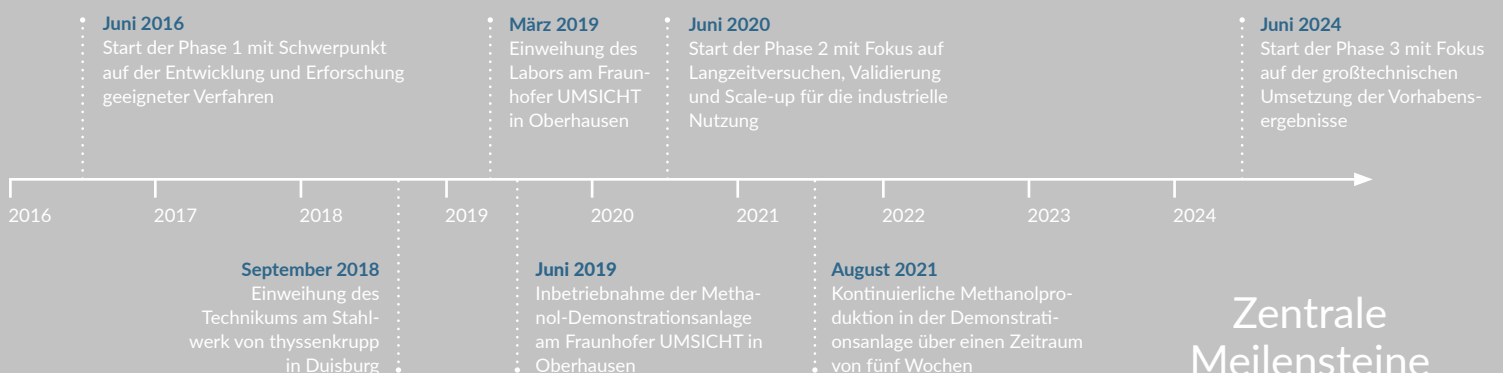 Juni 2016
Start der Phase 1 mit Schwerpunkt
auf der Entwicklung und Erforschung
geeigneter Verfahren
März 2019
Einweihung des
Labors am Fraun-
hofer UMSICHT
in Oberhausen
Juni 2020
Start der Phase 2 mit Fokus auf
Langzeitversuchen, Validierung
und Scale-up für die industrielle
Nutzung
Juni 2024
Start der Phase 3 mit Fokus
auf der großtechnischen
Umsetzung der Vorhabens-
ergebnisse
2016 2017 2018 2019 2020 2021 2022 2023 2024
September 2018
Einweihung des
Technikums am Stahl-
werk von thyssenkrupp
in Duisburg
Juni 2019
Inbetriebnahme der Metha-
nol-Demonstrationsanlage
am Fraunhofer UMSICHT in
Oberhausen
August 2021
Kontinuierliche Methanolpro-
duktion in der Demonstrati-
onsanlage über einen Zeitraum
von fünf Wochen
Zentrale
Meilensteine